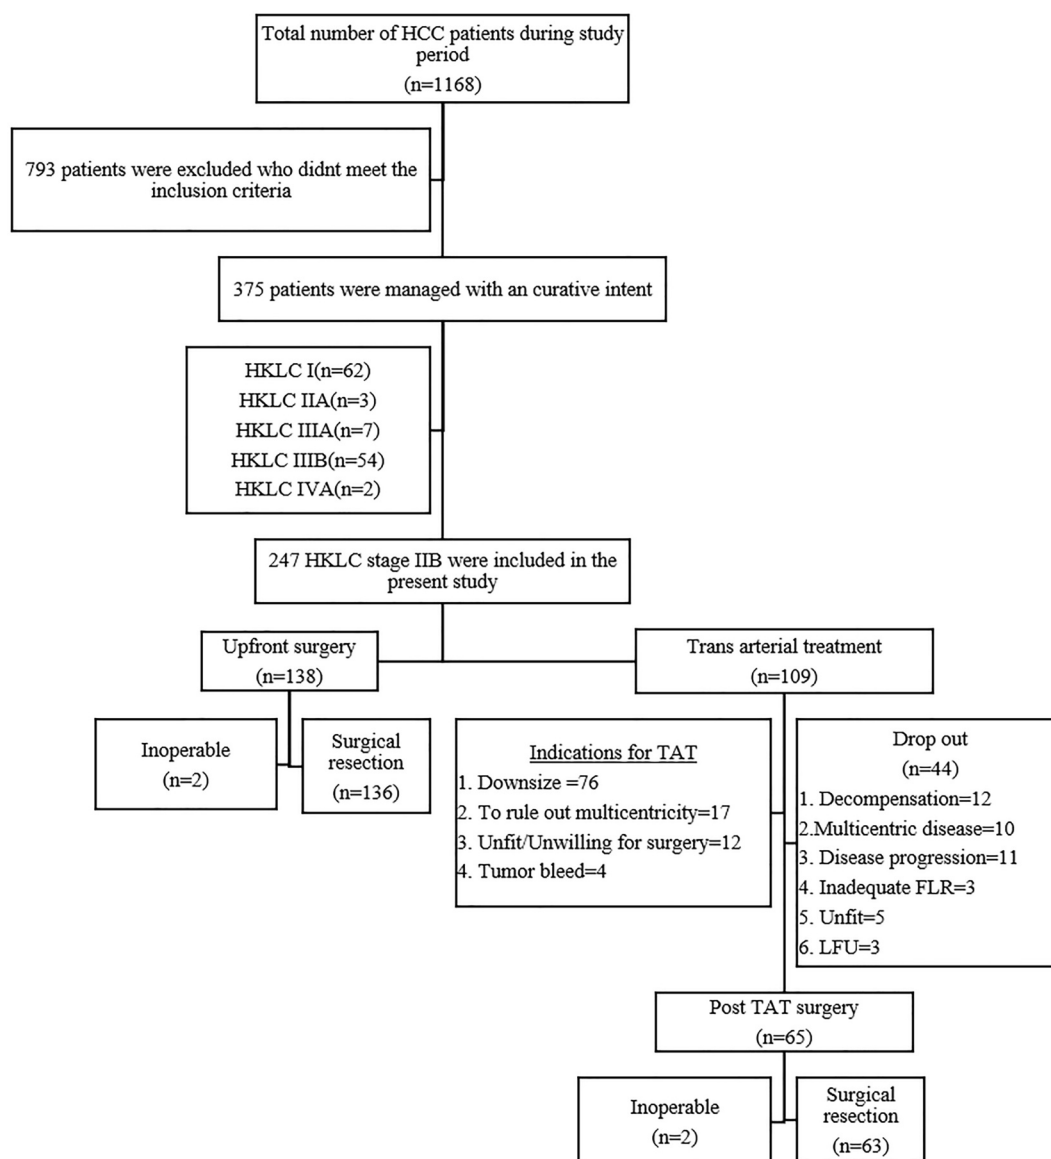 Total number of HCC patients during study
period
(n=1168)
793 patients were excluded who didnt meet the
inclusion criteria
375 patients were managed with an curative intent
HKLC I(n=62)
HKLC IIA(n=3)
HKLC IIIA(n=7)
HKLC IIIB(n=54)
HKLC IVA(n=2)
247 HKLC stage IIB were included in the
present study
Upfront surgery
(n=138)
Trans arterial treatment
(n=109)
Inoperable
(n=2)
Surgical
resection
(n=136)
Indications for TAT
1. Downsize =76
2. To rule out multicentricity=17
3. Unfit/Unwilling for surgery=12
4. Tumor bleed=4
Drop out
(n=44)
1. Decompensation=12
2.Multicentric disease=10
3. Disease progression=11
4. Inadequate FLR=3
5. Unfit=5
6. LFU=3
Post TAT surgery
(n=65)
Inoperable
(n=2)
Surgical
resection
(n=63)